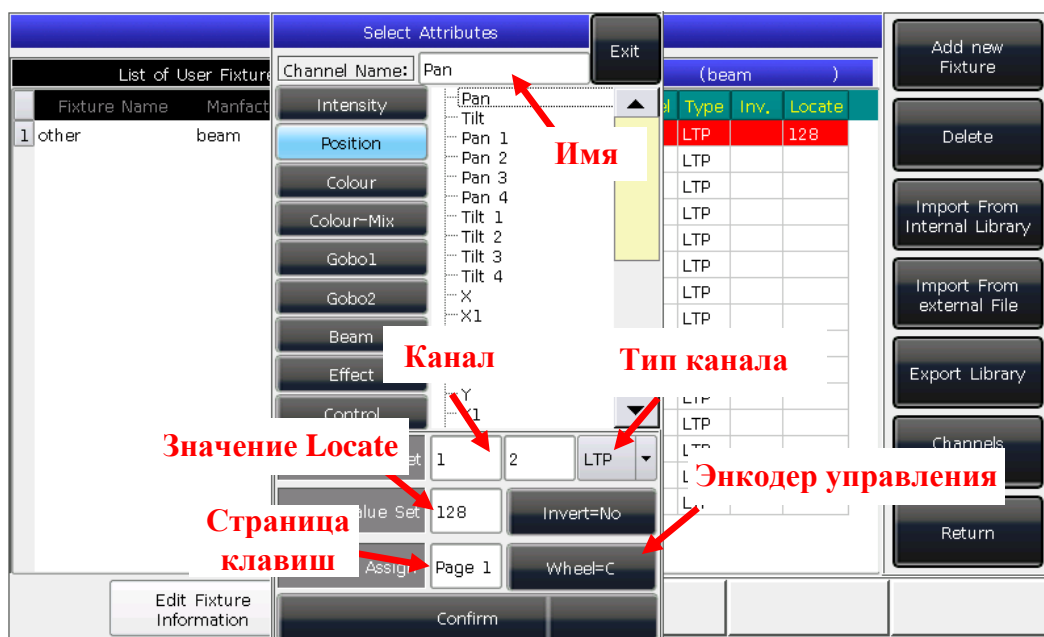 Select Attributes
Exit
Channel Name: Pan
List of User Fixture
(beam )
Fixture Name Manfact
Type Inv. Locate
1 other beam
LTP 128
LTP
LTP
LTP
LTP
LTP
LTP
LTP
LTP
LTP
Intensity
Position
Colour
Colour-Mix
Gobo1
Gobo2
Beam
Effect
Control
Pan
Tilt
Pan 1
Pan 2
Pan 3
Pan 4
Tilt 1
Tilt 2
Tilt 3
Tilt 4
X
X1
Y
Имя
Канал
Тип канала
Значение Locate
1 2 LTP
Энкодер управления
Value Set 128 Invert=No
Страница
клавиш
Assign Page 1 Wheel=C
Confirm
Edit Fixture
Information
Add new
Fixture
Delete
Import From
Internal Library
Import From
external File
Export Library
Channels
Return